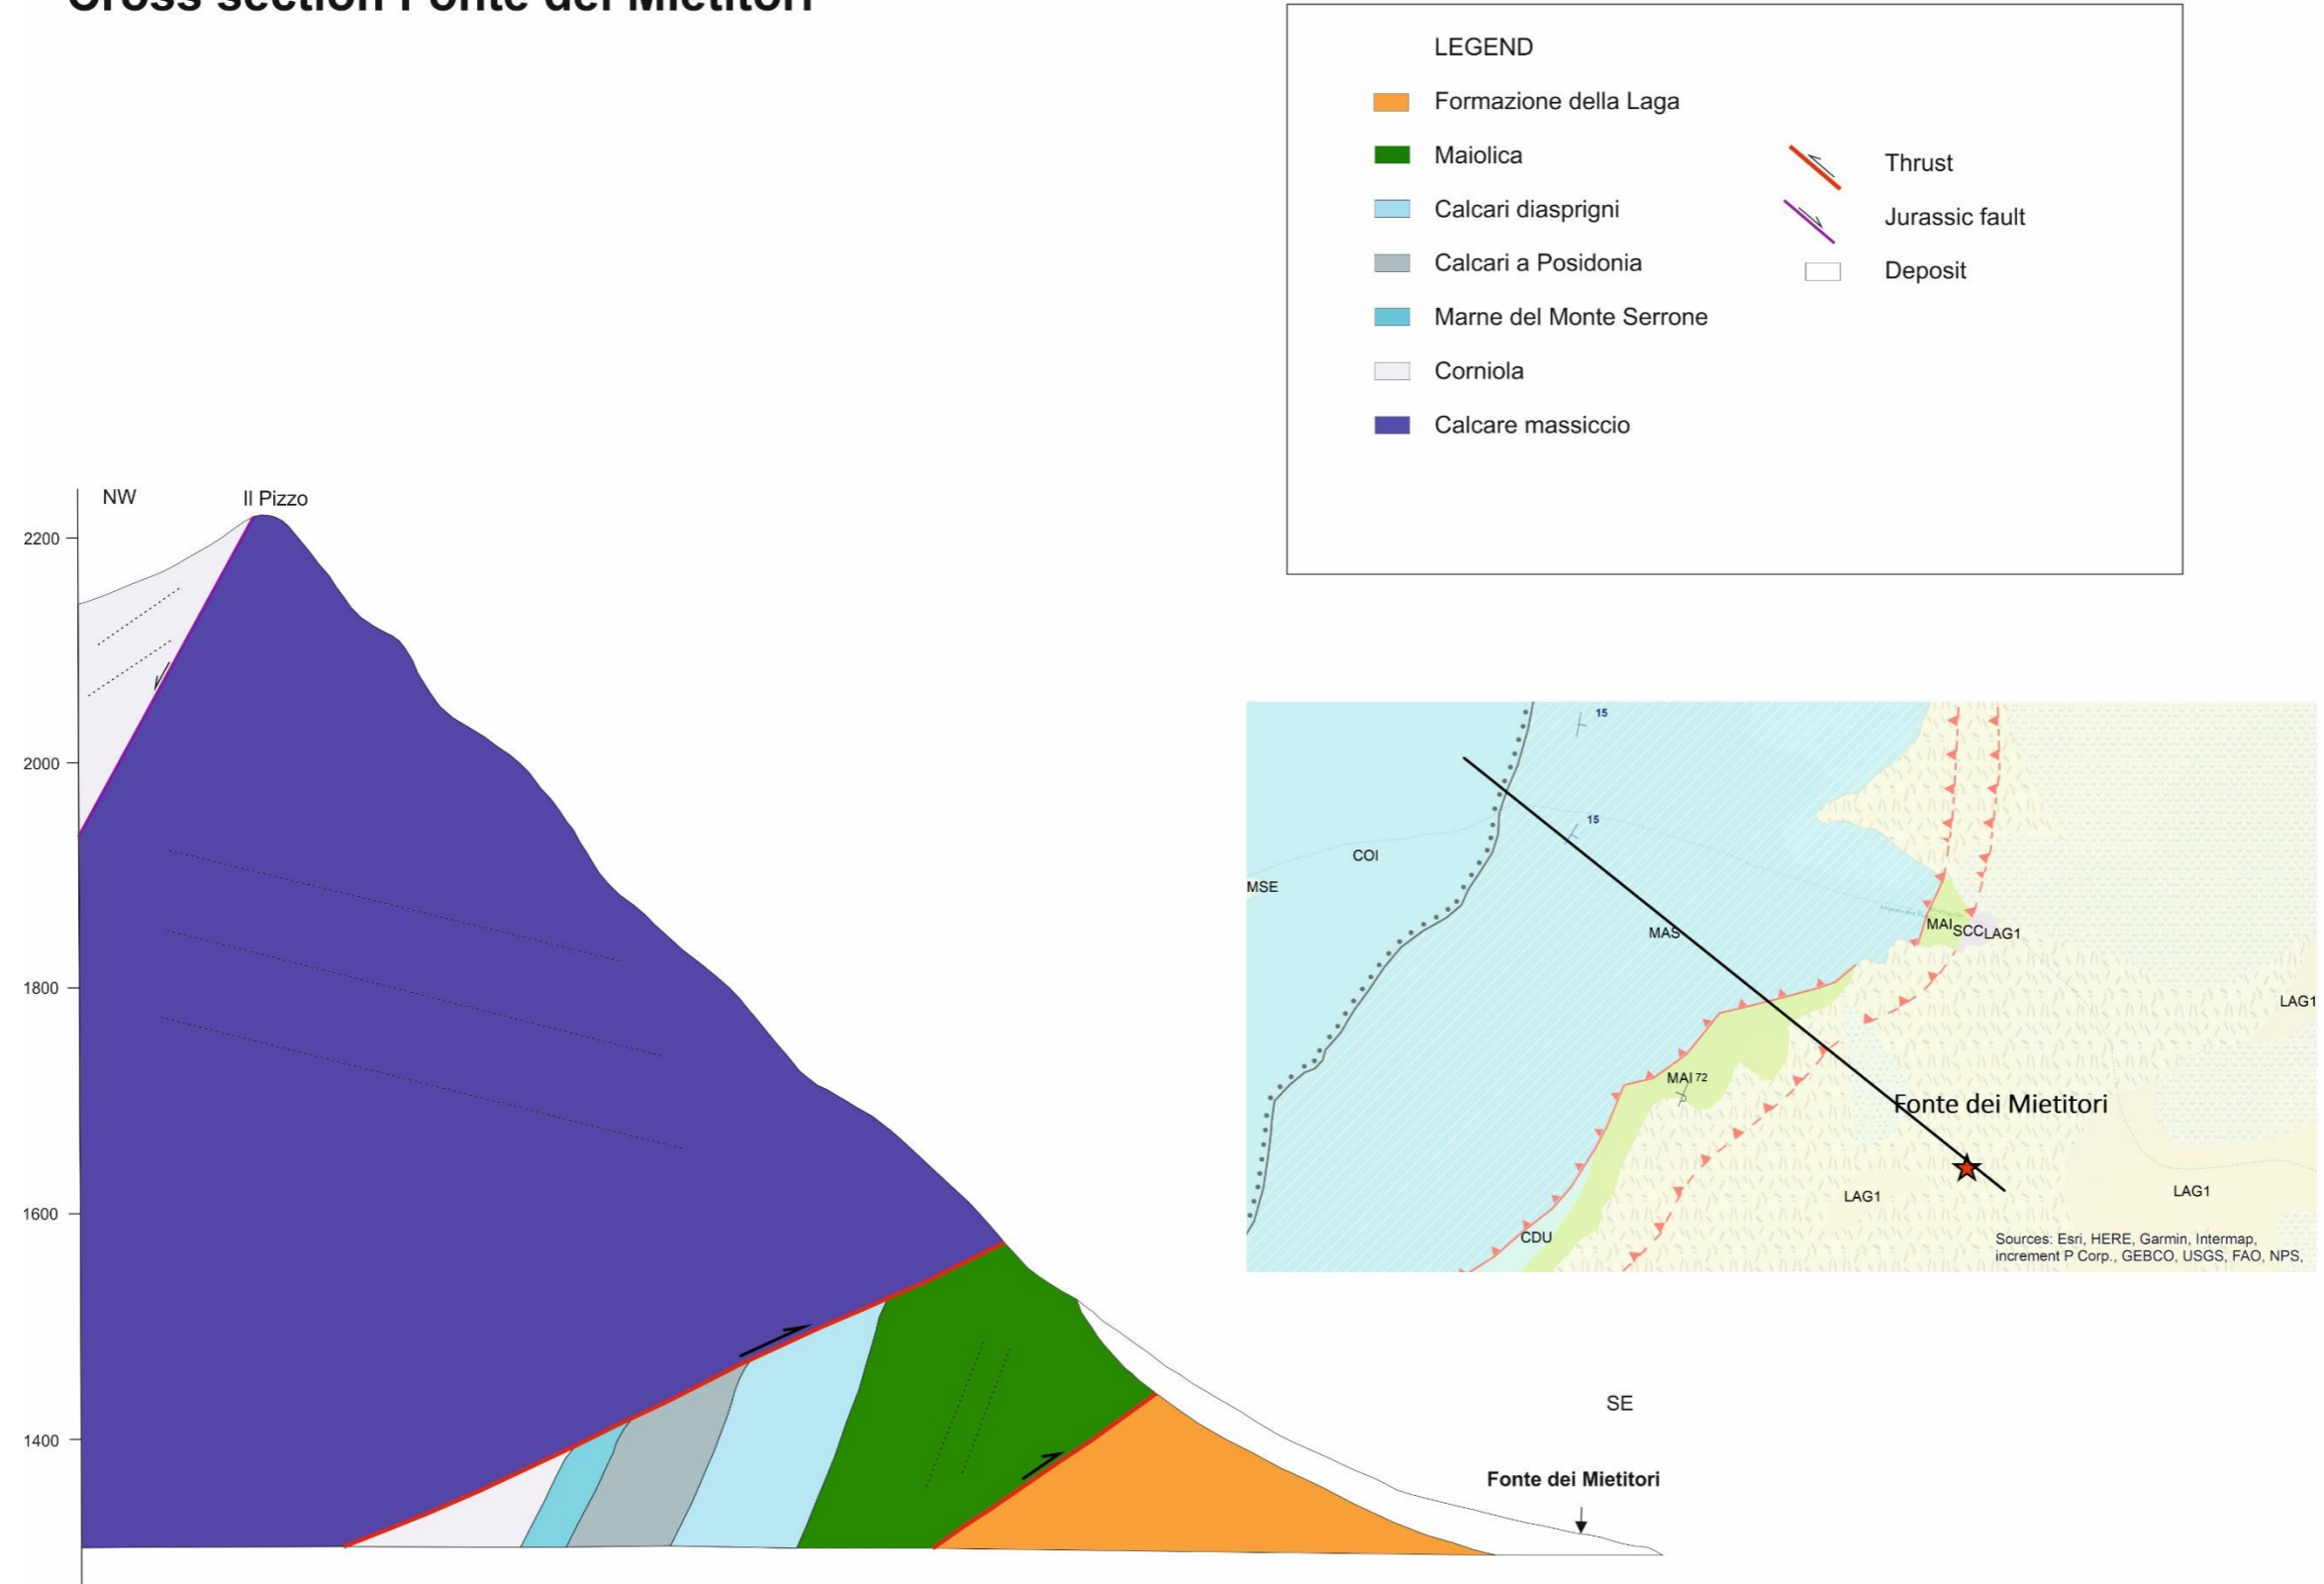 Cross section Fonte dei Mietitori
LEGEND
Formazione della Laga
Maiolica
Calcari diasprigni
Calcari a Posidonia
Marne del Monte Serrone
Corniola
Calcare massiccio
Thrust
Jurassic fault
Deposit
NW
Il Pizzo
2200
2000
1800
1600
1400
SE
Fonte dei Mietitori
15
15
COI
MSE
MAS
MAI
SCC
LAG1
LAG1
MAI 72
Fonte dei Mietitori
LAG1
LAG1
CDU
Sources: Esri, HERE, Garmin, Intermap,
increment P Corp., GEBCO, USGS, FAO, NPS,